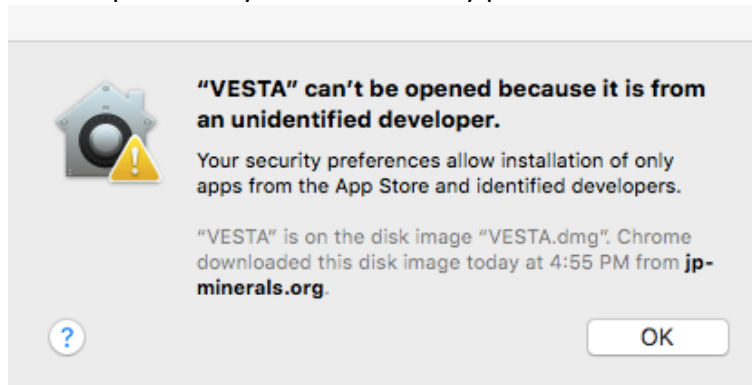 “VESTA” can’t be opened because it is from
an unidentified developer.
Your security preferences allow installation of only
apps from the App Store and identified developers.
“VESTA” is on the disk image “VESTA.dmg”. Chrome
downloaded this disk image today at 4:55 PM from jp-
minerals.org.
?
OK